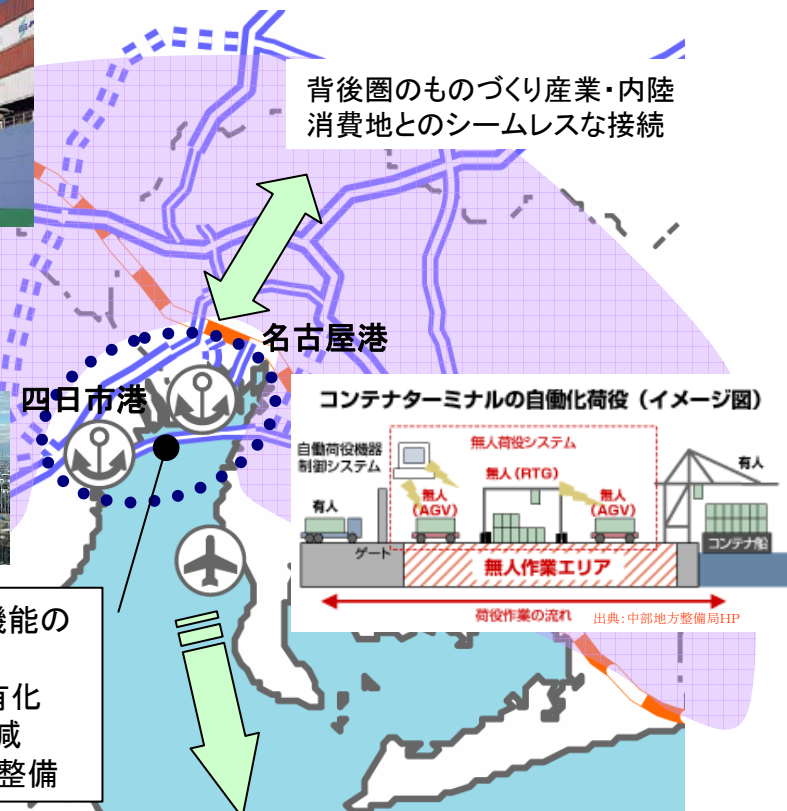 背後圏のものづくり産業・内陸
消費地とのシームレスな接続
名古屋港
四日市港
コンテナターミナルの自働化荷役（イメージ図）
自働荷役機器
制御システム
無人荷役システム
有人
無人
(AGV)
無人(RTG)
無人
(AGV)
有人
ゲート
コンテナ船
無人作業エリア
荷役作業の流れ
出典：中部地方整備局HP
機能の
有化
減
整備